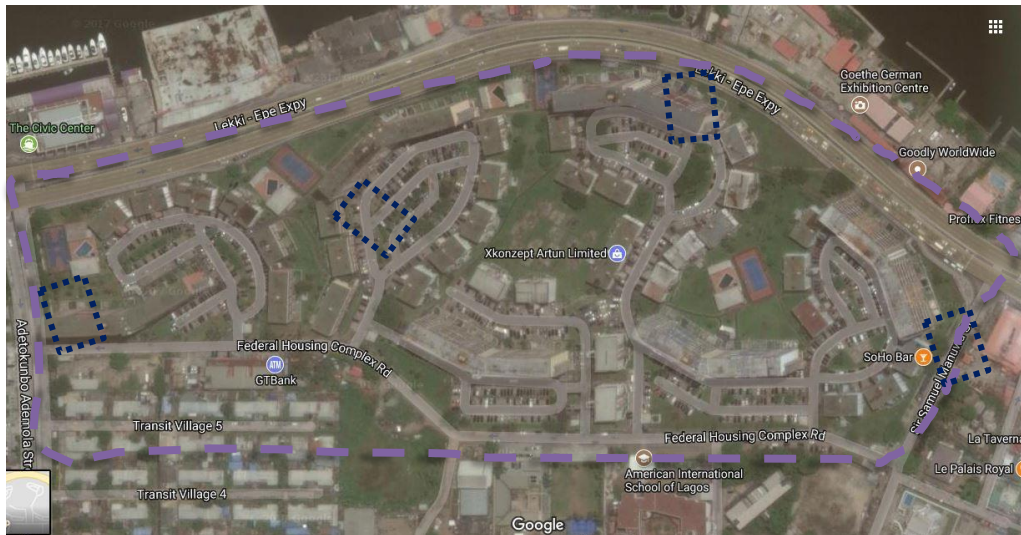 © 2017 Google
Lekki - Epe Expy
Lekki - Epe Expy
Goethe German
Exhibition Centre
The Civic Center
Goodly WorldWide
Xkonzept Artun Limited
Federal Housing Complex Rd
ATM
GTBank
SoHo Bar
Adetokunbo Ademola Str
Transit Village 5
Federal Housing Complex Rd
La Taverna
American International
School of Lagos
Le Palais Royal
Transit Village 4
Google